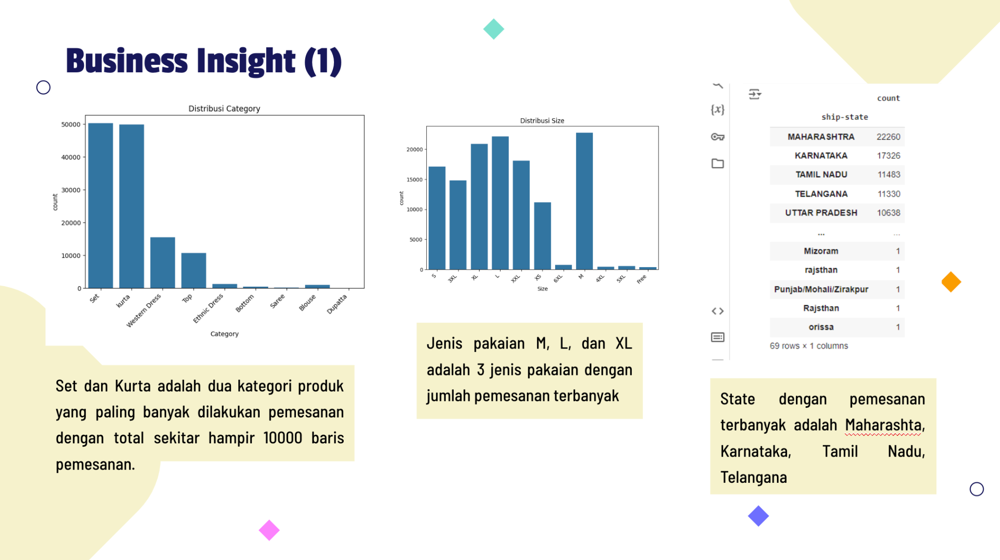 Business Insight (1)
Distribusi Category
50000
40000
30000
20000
10000
0
count
Set
kurta
Western Dress
Top
Ethnic Dress
Bottom
Saree
Blouse
Dupatta
Category
Set dan Kurta adalah dua kategori produk
yang paling banyak dilakukan pemesanan
dengan total sekitar hampir 10000 baris
pemesanan.
Distribusi Size
20000
15000
10000
5000
0
count
S
3XL
XL
L
XXL
XS
6XL
M
4XL
5XL
Free
Size
Jenis pakaian M, L, dan XL
adalah 3 jenis pakaian dengan
jumlah pemesanan terbanyak
{x}
count
ship-state
MAHARASHTRA 22260
KARNATAKA 17326
TAMIL NADU 11483
TELANGANA 11330
UTTAR PRADESH 10638
... ...
Mizoram 1
rajsthan 1
Punjab/Mohali/Zirakpur 1
Rajsthan 1
orissa 1
69 rows × 1 columns
State dengan pemesanan
terbanyak adalah Maharashta,
Karnataka, Tamil Nadu,
Telangana